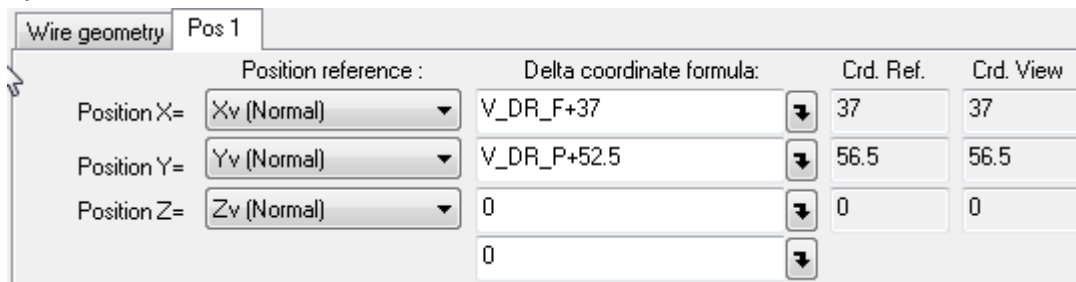 Wire geometry Pos 1
Position reference : Delta coordinate formula: Crd. Ref. Crd. View
Position X= Xv (Normal) V_DR_F+37 37 37
Position Y= Yv (Normal) V_DR_P+52.5 56.5 56.5
Position Z= Zv (Normal) 0 0 0
0